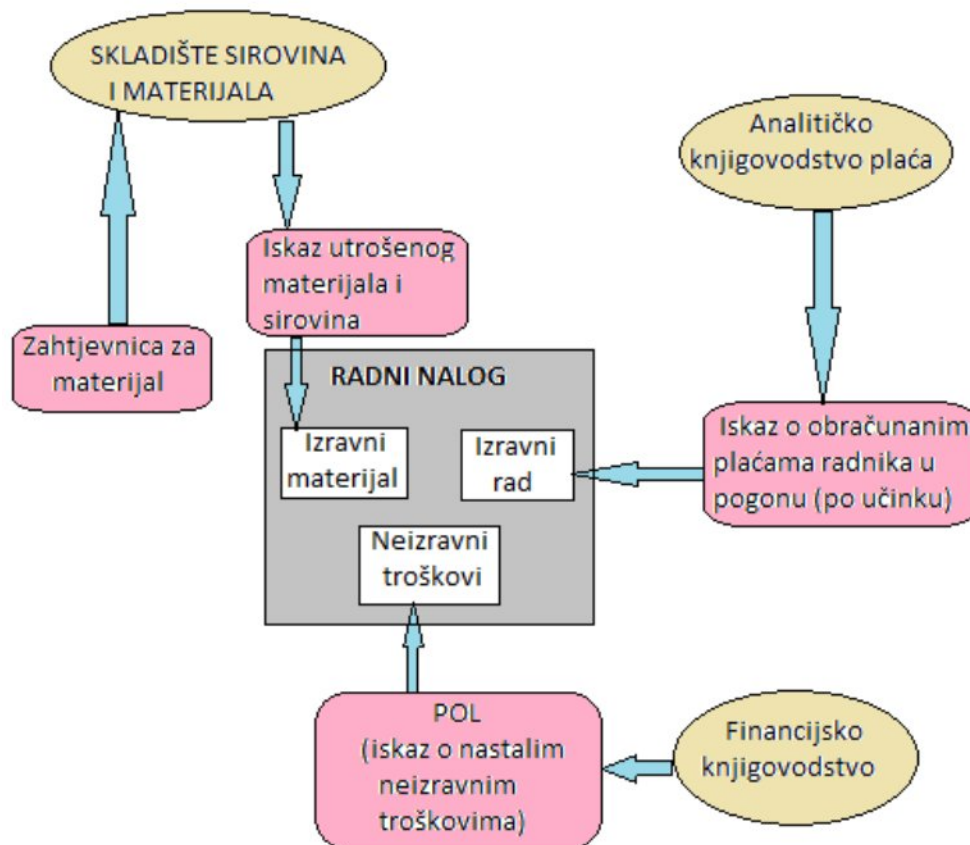 SKLADIŠTE SIROVINA
I MATERIJALA
Analitičko
knjigovodstvo plaća
Iskaz utrošenog
materijala i
sirovina
Zahtjevnica za
materijal
RADNI NALOG
Izravni
materijal
Izravni
rad
Iskaz o obračunanim
plaćama radnika u
pogonu (po učinku)
Neizravni
troškovi
POL
(iskaz o nastalim
neizravnim
troškovima)
Financijsko
knjigovodstvo